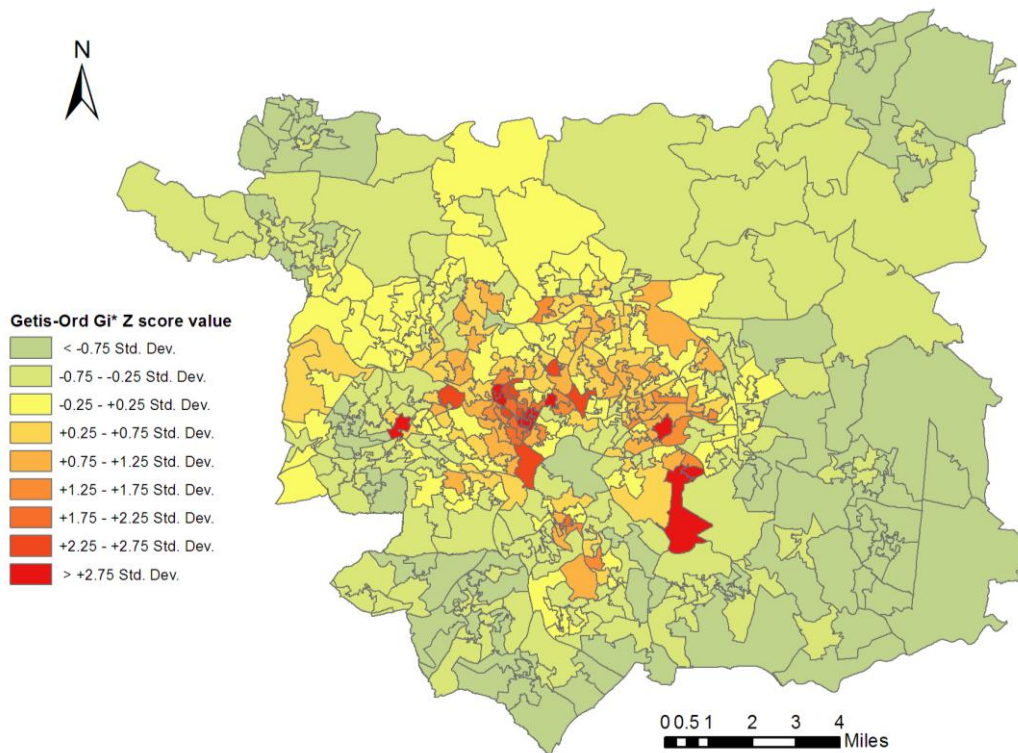 N
Getis-Ord Gi* Z score value
< -0.75 Std. Dev.
-0.75 - -0.25 Std. Dev.
-0.25 - +0.25 Std. Dev.
+0.25 - +0.75 Std. Dev.
+0.75 - +1.25 Std. Dev.
+1.25 - +1.75 Std. Dev.
+1.75 - +2.25 Std. Dev.
+2.25 - +2.75 Std. Dev.
> +2.75 Std. Dev.
0 0.5 1 2 3 4
Miles